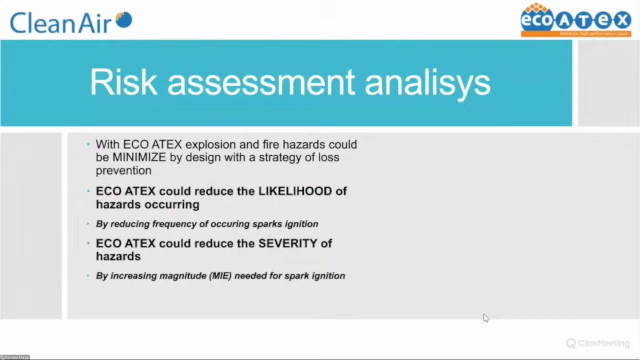 CleanAir
ecoATEX
Risk assessment analisys
With ECO ATEX explosion and fire hazards could
be MINIMIZE by design with a strategy of loss
prevention
ECO ATEX could reduce the LIKELIHOOD of
hazards occurring
By reducing frequency of occuring sparks ignition
ECO ATEX could reduce the SEVERITY of
hazards
By increasing magnitude (MIE) needed for spark ignition
ClickMeeting